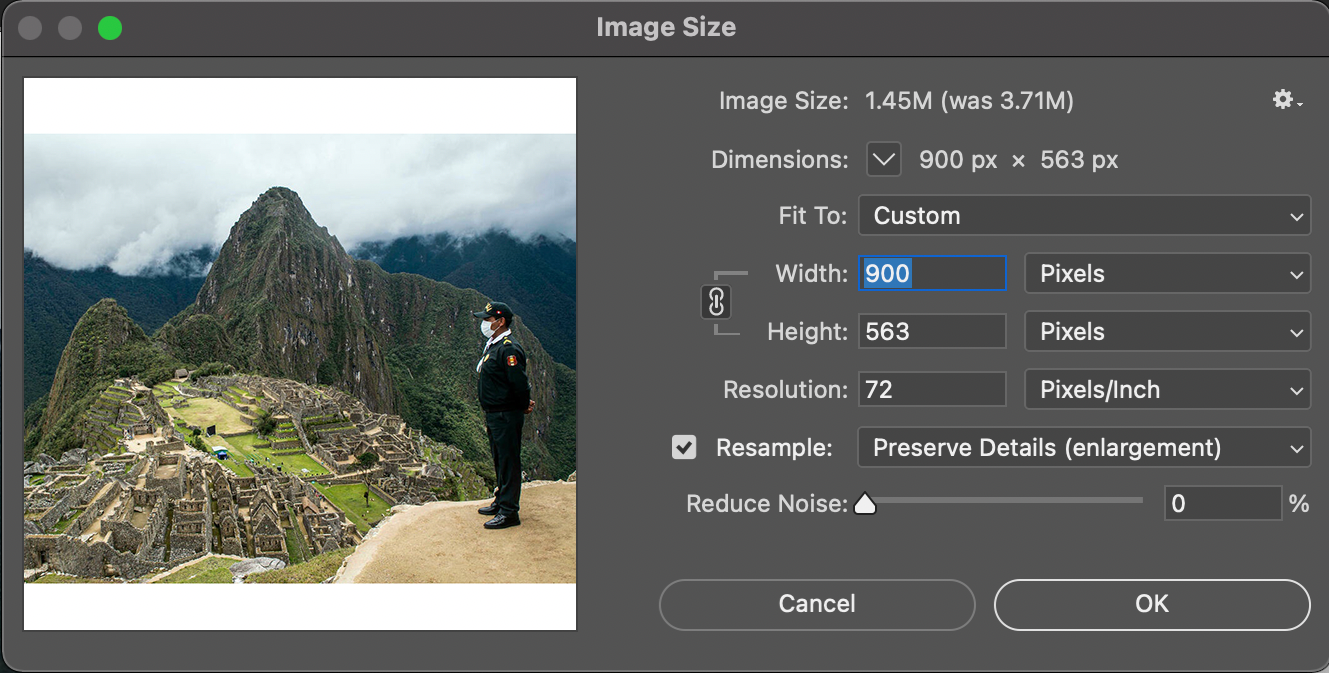 Image Size
Image Size: 1.45M (was 3.71M)
Dimensions: 900 px × 563 px
Fit To: Custom
Width: 900 Pixels
Height: 563 Pixels
Resolution: 72 Pixels/Inch
Resample: Preserve Details (enlargement)
Reduce Noise: 0 %
Cancel OK